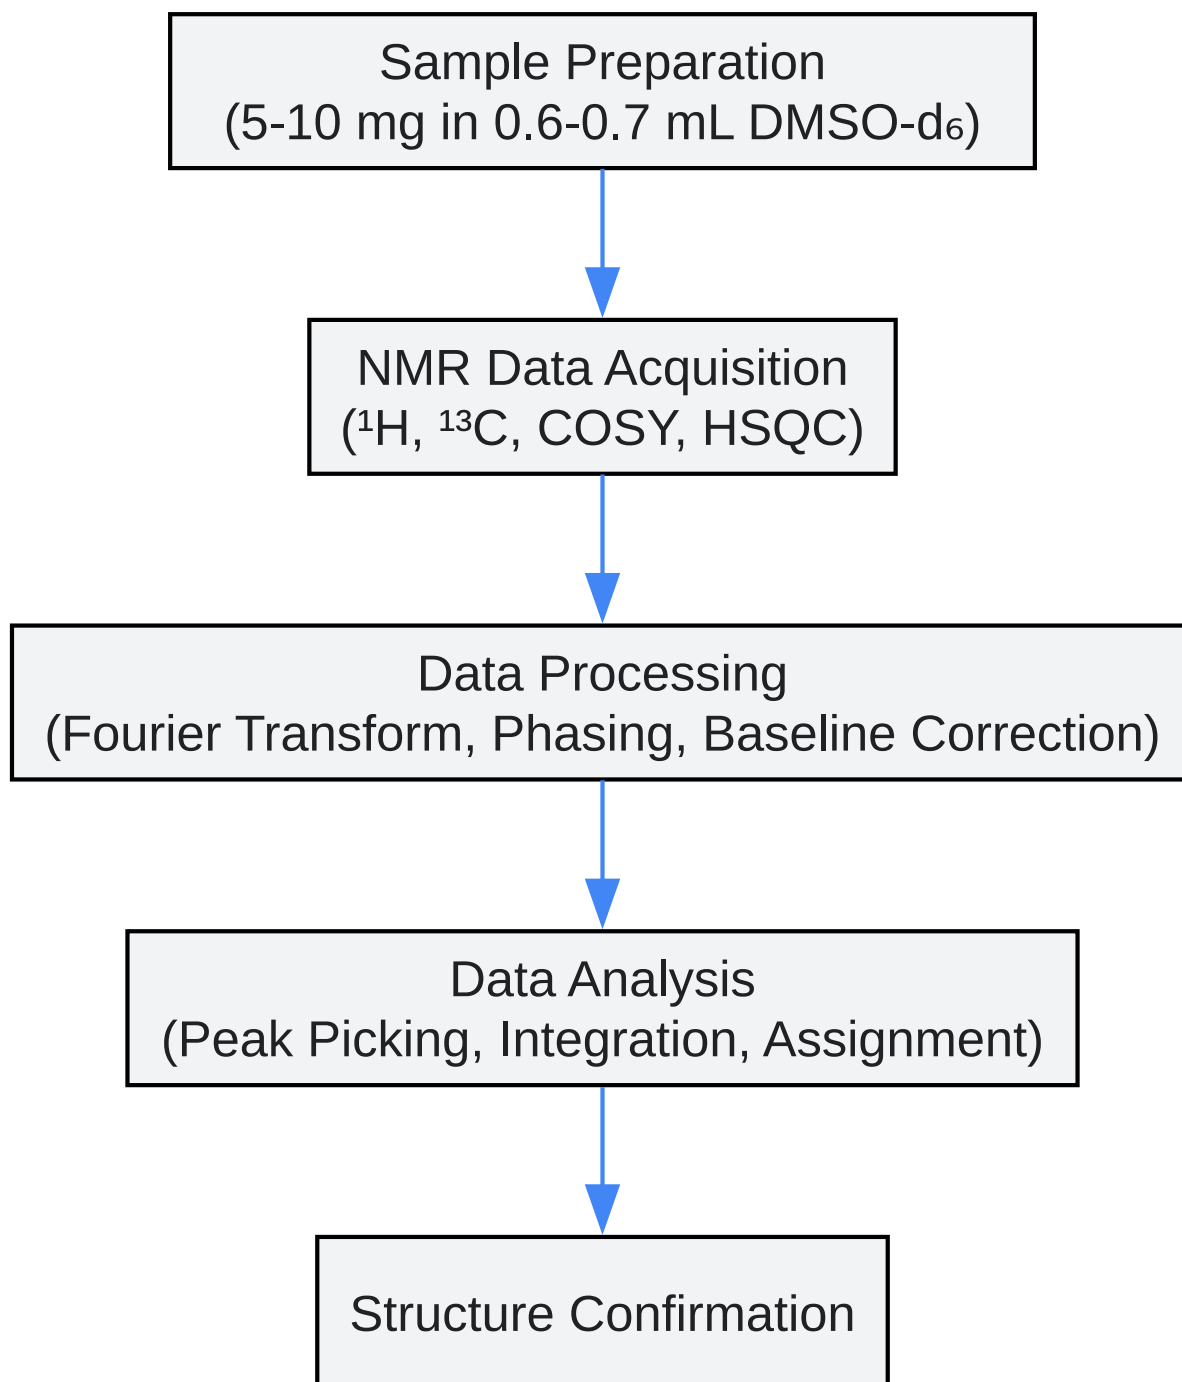 Sample Preparation
(5-10 mg in 0.6-0.7 mL DMSO-d₆)
NMR Data Acquisition
(¹H, ¹³C, COSY, HSQC)
Data Processing
(Fourier Transform, Phasing, Baseline Correction)
Data Analysis
(Peak Picking, Integration, Assignment)
Structure Confirmation